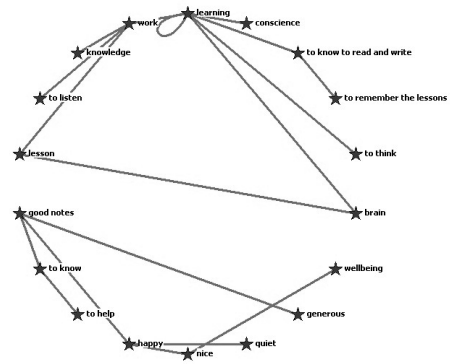 learning
work
conscience
knowledge
to know to read and write
to listen
to remember the lessons
lesson
to think
good notes
brain
to know
wellbeing
to help
generous
happy
quiet
nice